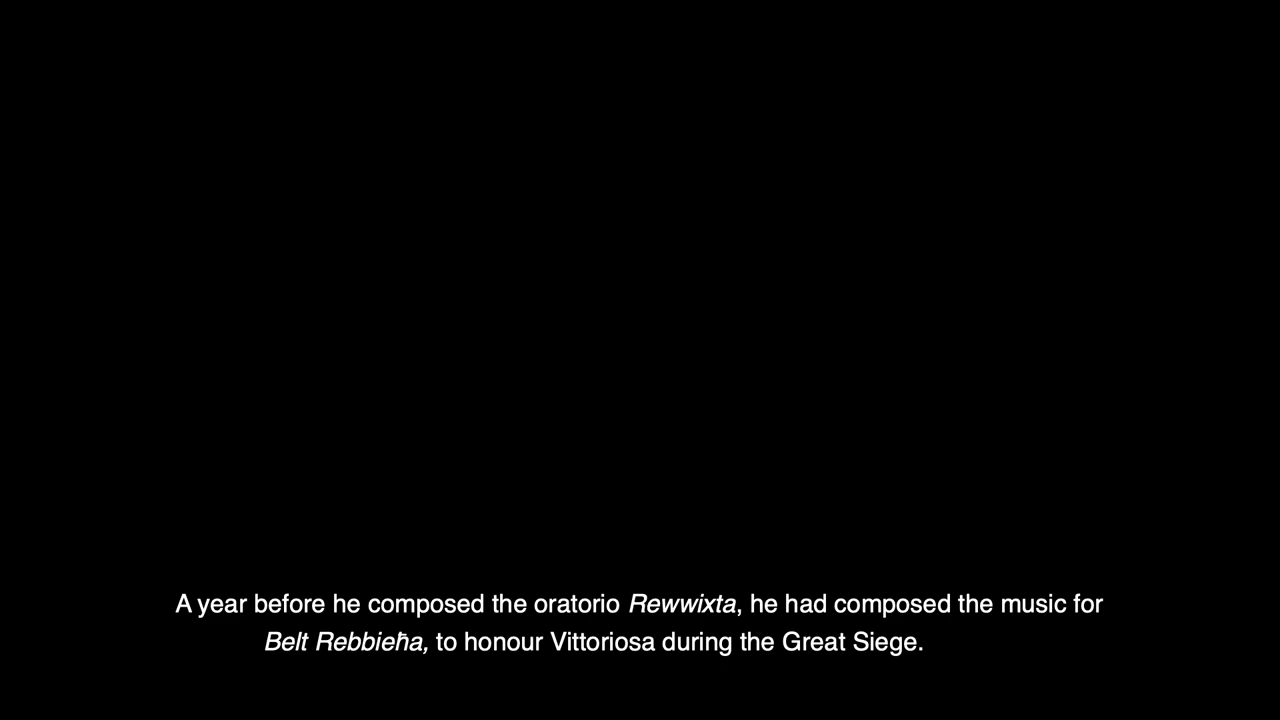 A year before he composed the oratorio Rewwixta, he had composed the music for
Belt Rebbieħa, to honour Vittoriosa during the Great Siege.